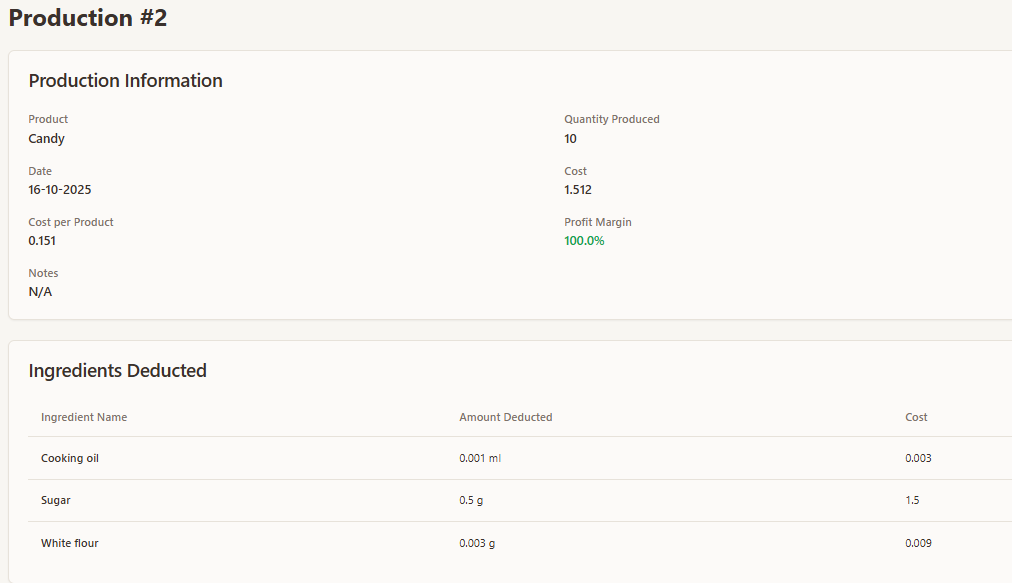 Production #2
Production Information
Product
Quantity Produced
Candy
10
Date
Cost
16-10-2025
1.512
Cost per Product
Profit Margin
0.151
100.0%
Notes
N/A
Ingredients Deducted
Ingredient Name Amount Deducted Cost
Cooking oil 0.001 ml 0.003
Sugar 0.5 g 1.5
White flour 0.003 g 0.009